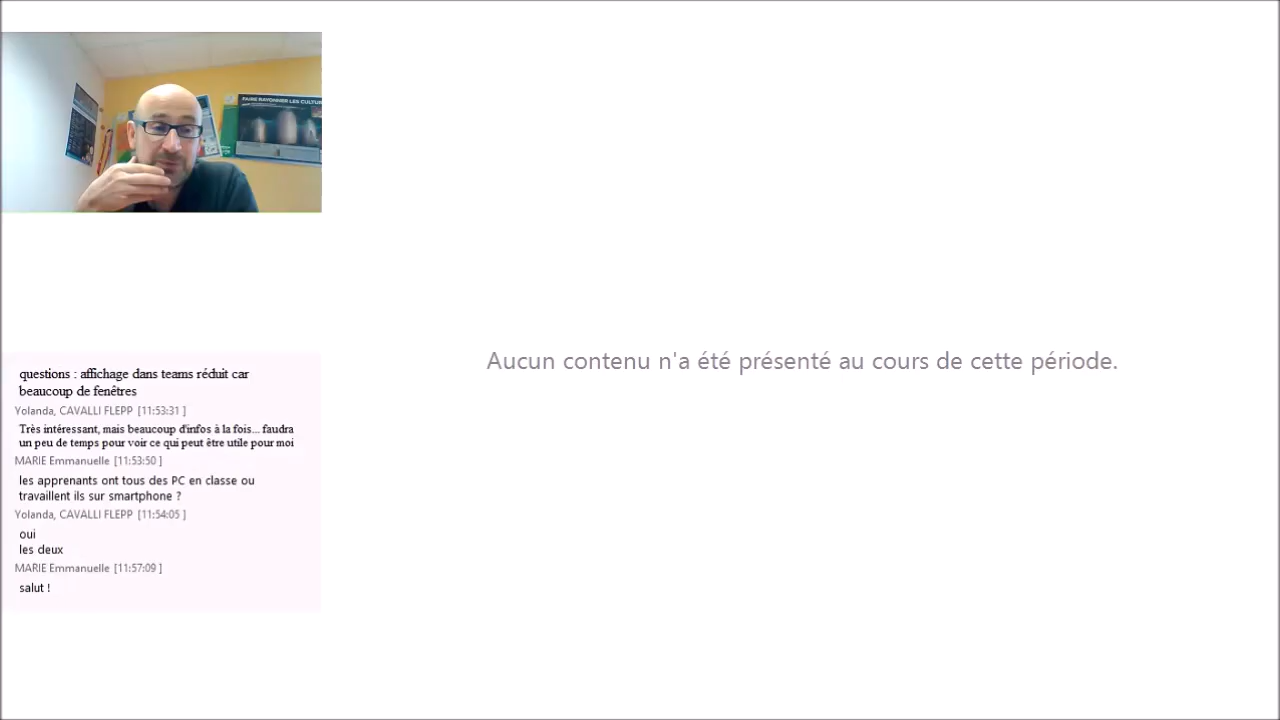 FAIRE RAYONNER LES CULTUR
questions : affichage dans teams réduit car
beaucoup de fenêtres
Yolanda, CAVALLI FLEPP [11:53:31 ]
Très intéressant, mais beaucoup d'infos à la fois... faudra
un peu de temps pour voir ce qui peut être utile pour moi
MARIE Emmanuelle [11:53:50 ]
les apprenants ont tous des PC en classe ou
travaillent ils sur smartphone ?
Yolanda, CAVALLI FLEPP [11:54:05 ]
oui
les deux
MARIE Emmanuelle [11:57:09 ]
salut !
Aucun contenu n'a été présenté au cours de cette période.